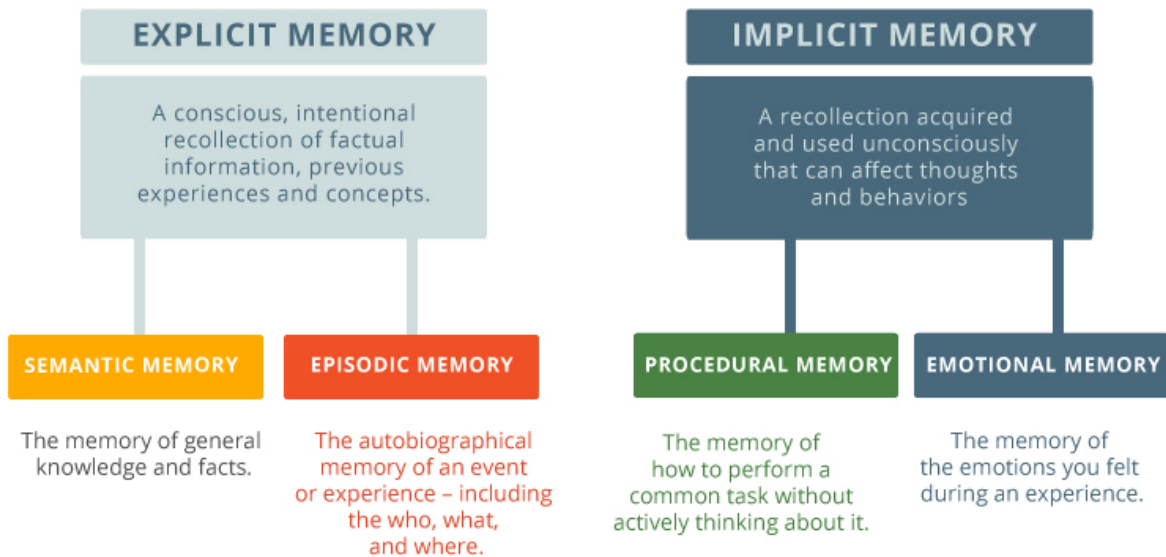 EXPLICIT MEMORY
A conscious, intentional
recollection of factual
information, previous
experiences and concepts.
SEMANTIC MEMORY
The memory of general
knowledge and facts.
EPISODIC MEMORY
The autobiographical
memory of an event
or experience – including
the who, what,
and where.
IMPLICIT MEMORY
A recollection acquired
and used unconsciously
that can affect thoughts
and behaviors
PROCEDURAL MEMORY
The memory of
how to perform a
common task without
actively thinking about it.
EMOTIONAL MEMORY
The memory of
the emotions you felt
during an experience.